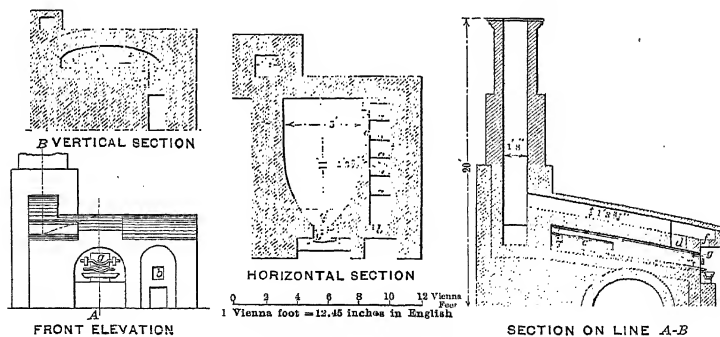 B VERTICAL SECTION
a
b
A
FRONT ELEVATION
5'
b
HORIZONTAL SECTION
0 2 4 6 8 10 12 Vienna Feet
1 Vienna foot = 12.45 inches in English
20'
1' 8"
d
f
g
SECTION ON LINE A-B